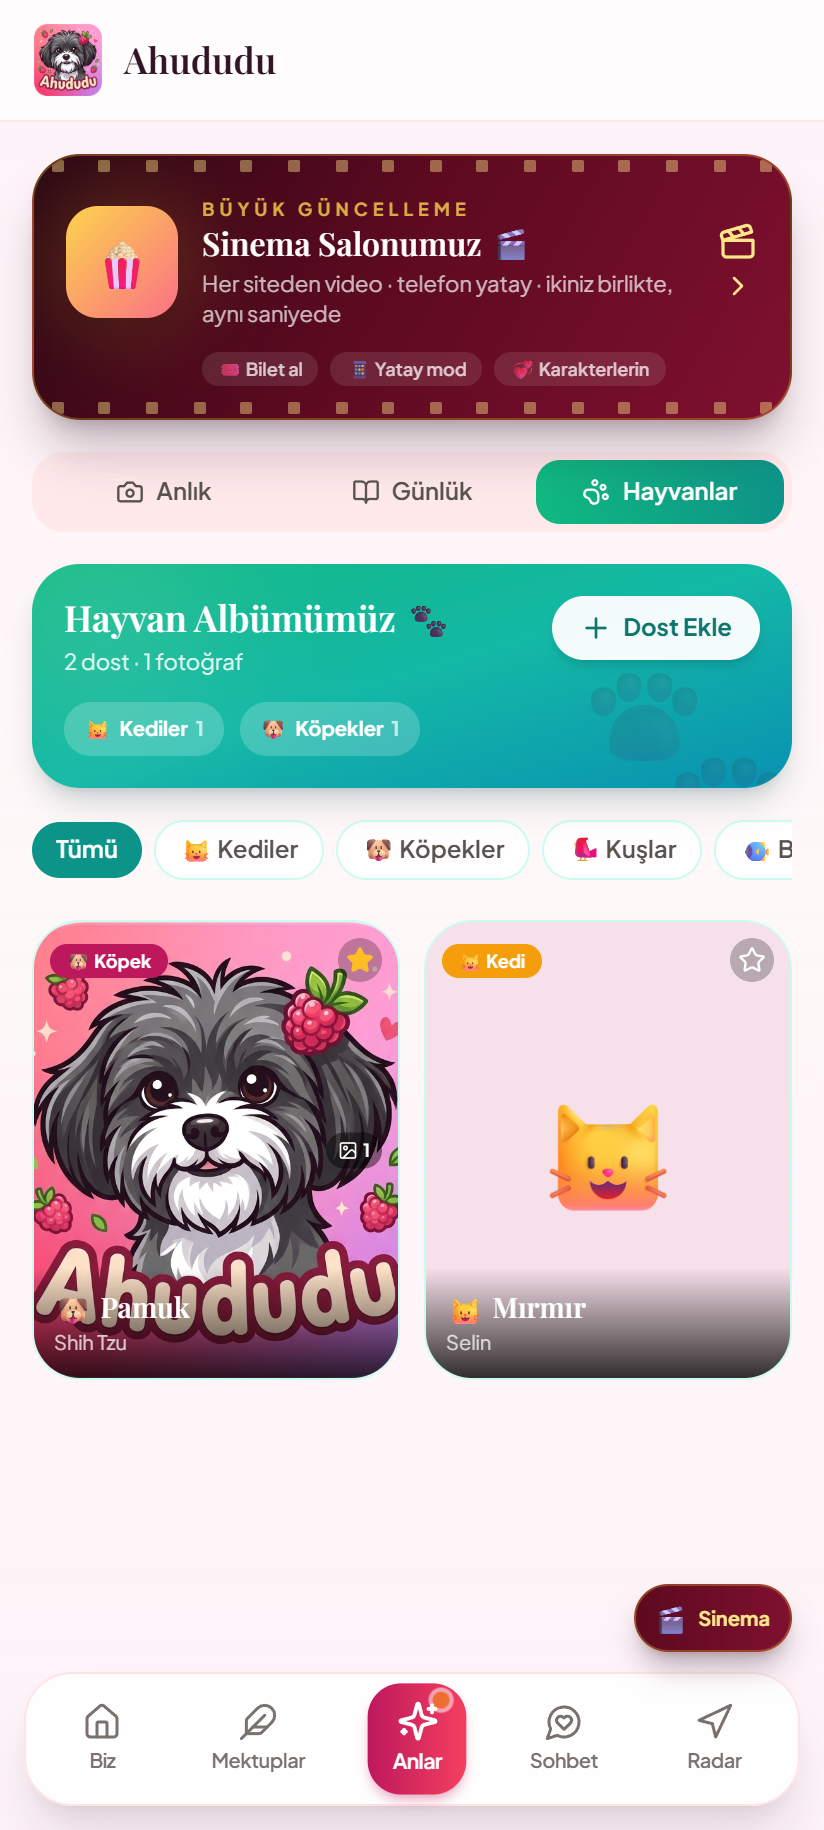 Ahududu
Ahududu
BÜYÜK GÜNCELLEME
Sinema Salonumuz
Her siteden video · telefon yatay · ikiniz birlikte,
aynı saniyede
Bilet al
Yatay mod
Karakterlerin
Anlık
Günlük
Hayvanlar
Hayvan Albümümüz
2 dost · 1 fotoğraf
Dost Ekle
Kediler 1
Köpekler 1
Tümü
Kediler
Köpekler
Kuşlar
B
Köpek
1
Ahududu
Pamuk
Shih Tzu
Kedi
Mırmır
Selin
Sinema
Biz
Mektuplar
Anlar
Sohbet
Radar